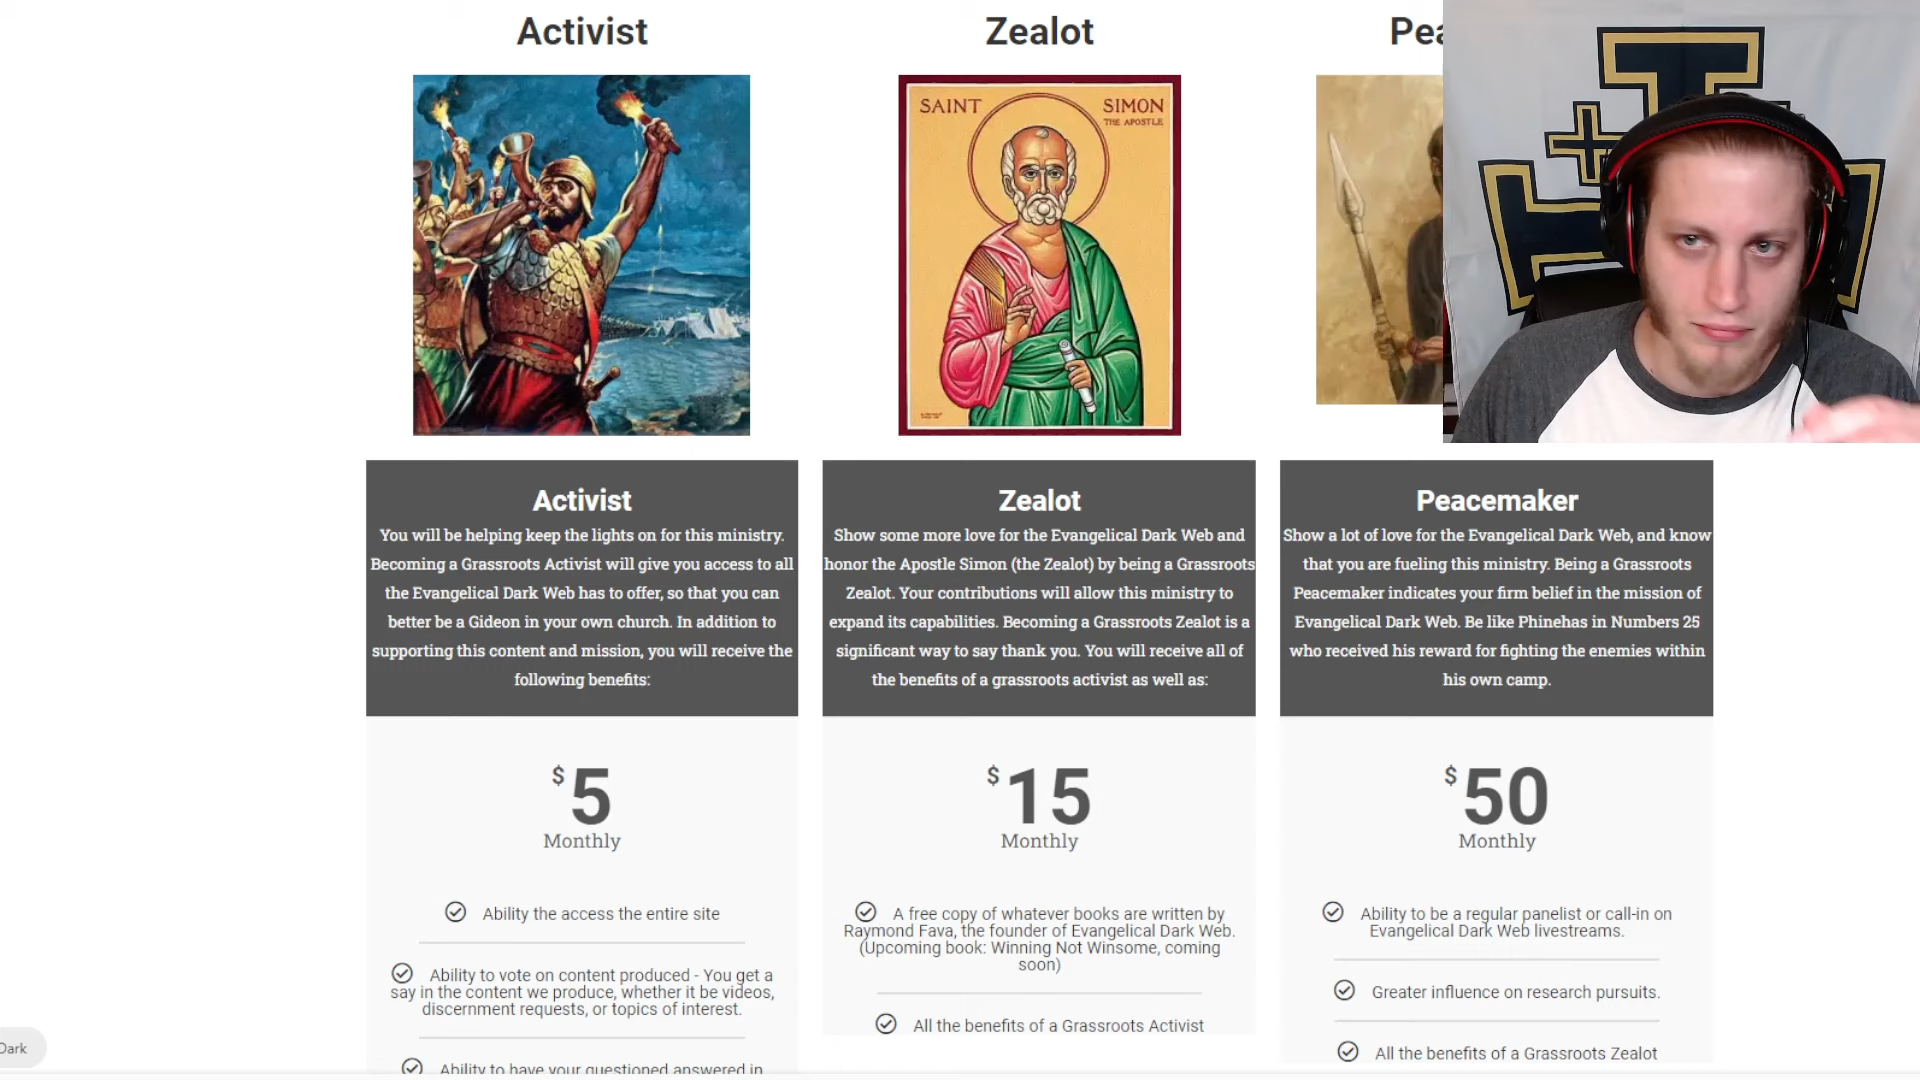 Activist
Zealot
SAINT SIMON
THE APOSTLE
Activist
You will be helping keep the lights on for this ministry.
Becoming a Grassroots Activist will give you access to all
the Evangelical Dark Web has to offer, so that you can
better be a Gideon in your own church. In addition to
supporting this content and mission, you will receive the
following benefits:
$5
Monthly
Ability the access the entire site
Ability to vote on content produced - You get a
say in the content we produce, whether it be videos,
discernment requests, or topics of interest.
Ability to have your questioned answered in
Zealot
Show some more love for the Evangelical Dark Web and
honor the Apostle Simon (the Zealot) by being a Grassroots
Zealot. Your contributions will allow this ministry to
expand its capabilities. Becoming a Grassroots Zealot is a
significant way to say thank you. You will receive all of
the benefits of a grassroots activist as well as:
$15
Monthly
A free copy of whatever books are written by
Raymond Fava, the founder of Evangelical Dark Web.
(Upcoming book: Winning Not Winsome, coming
soon)
All the benefits of a Grassroots Activist
Peacemaker
Show a lot of love for the Evangelical Dark Web, and know
that you are fueling this ministry. Being a Grassroots
Peacemaker indicates your firm belief in the mission of
Evangelical Dark Web. Be like Phinehas in Numbers 25
who received his reward for fighting the enemies within
his own camp.
$50
Monthly
Ability to be a regular panelist or call-in on
Evangelical Dark Web livestreams.
Greater influence on research pursuits.
All the benefits of a Grassroots Zealot
Dark